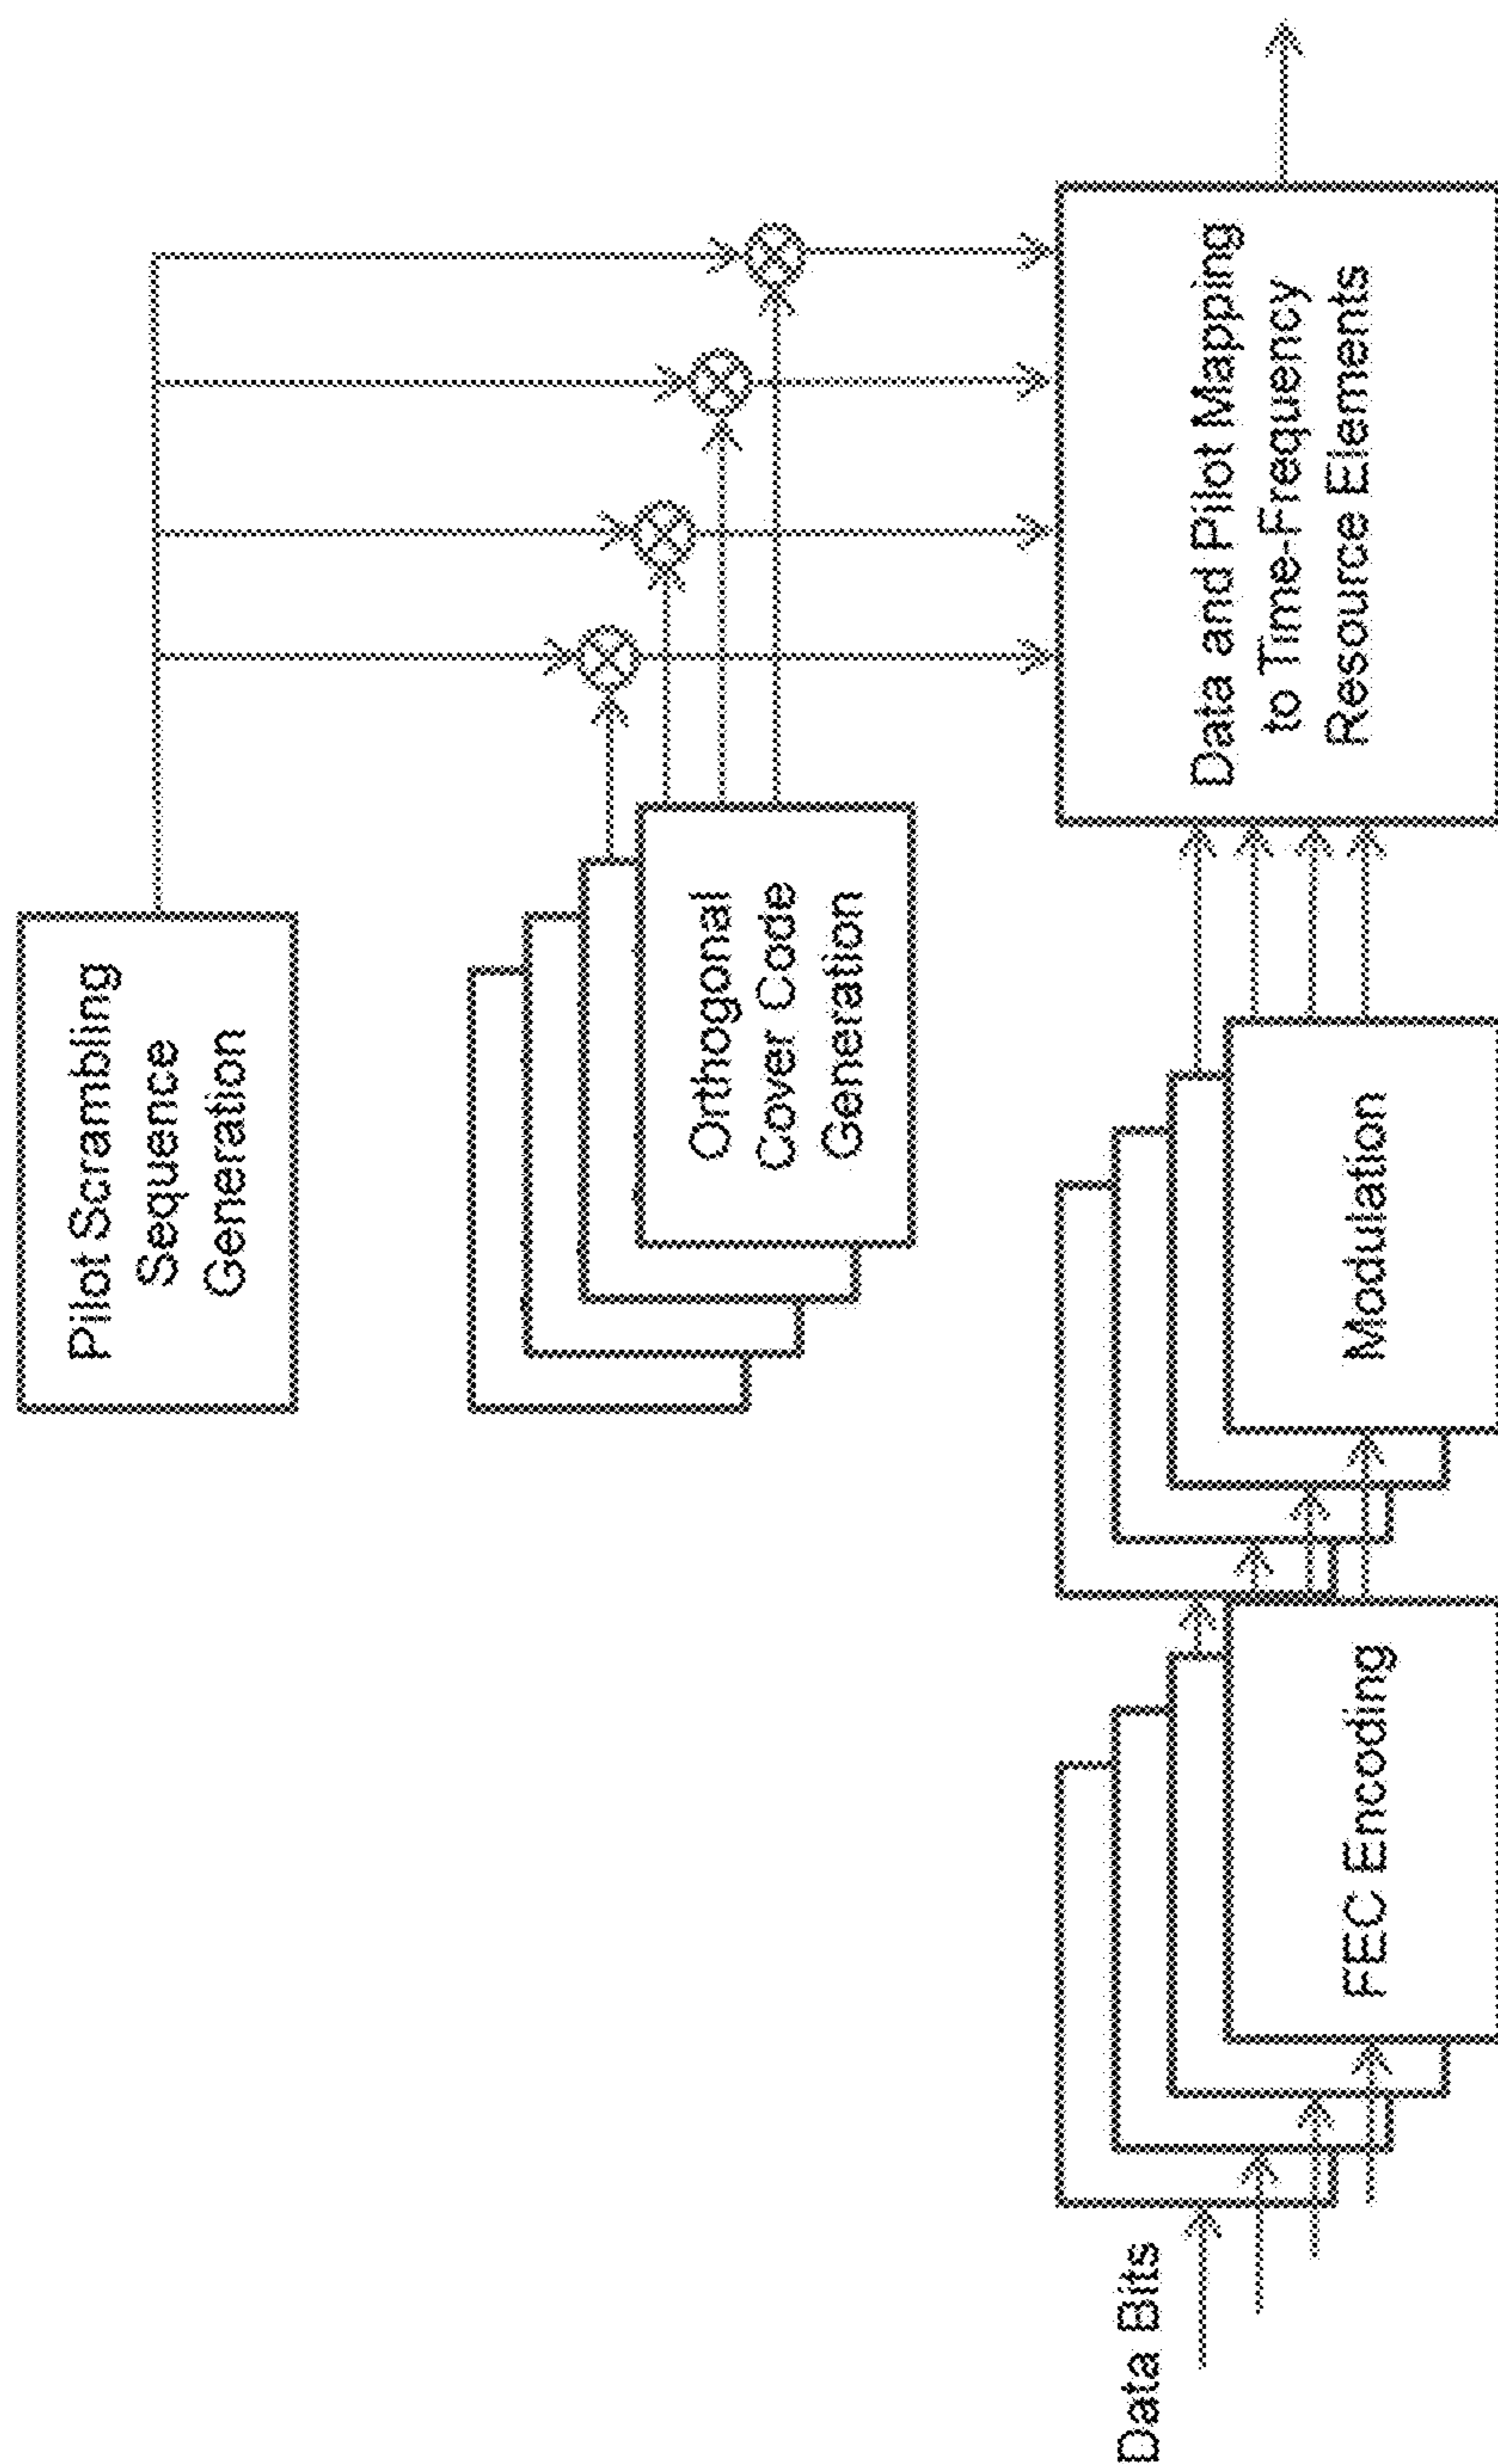 Pilot Scrambling
Sequence
Generation
Orthogonal
Cover Code
Generation
Data Bits
FEC Encoding
Modulation
Data and Pilot Mapping
to Time-Frequency
Resource Elements